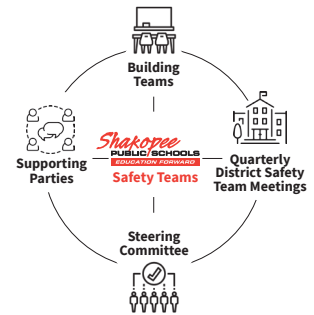 Building
Teams
Supporting
Parties
Shakopee
PUBLIC SCHOOLS
EDUCATION FORWARD
Safety Teams
Quarterly
District Safety
Team Meetings
Steering
Committee